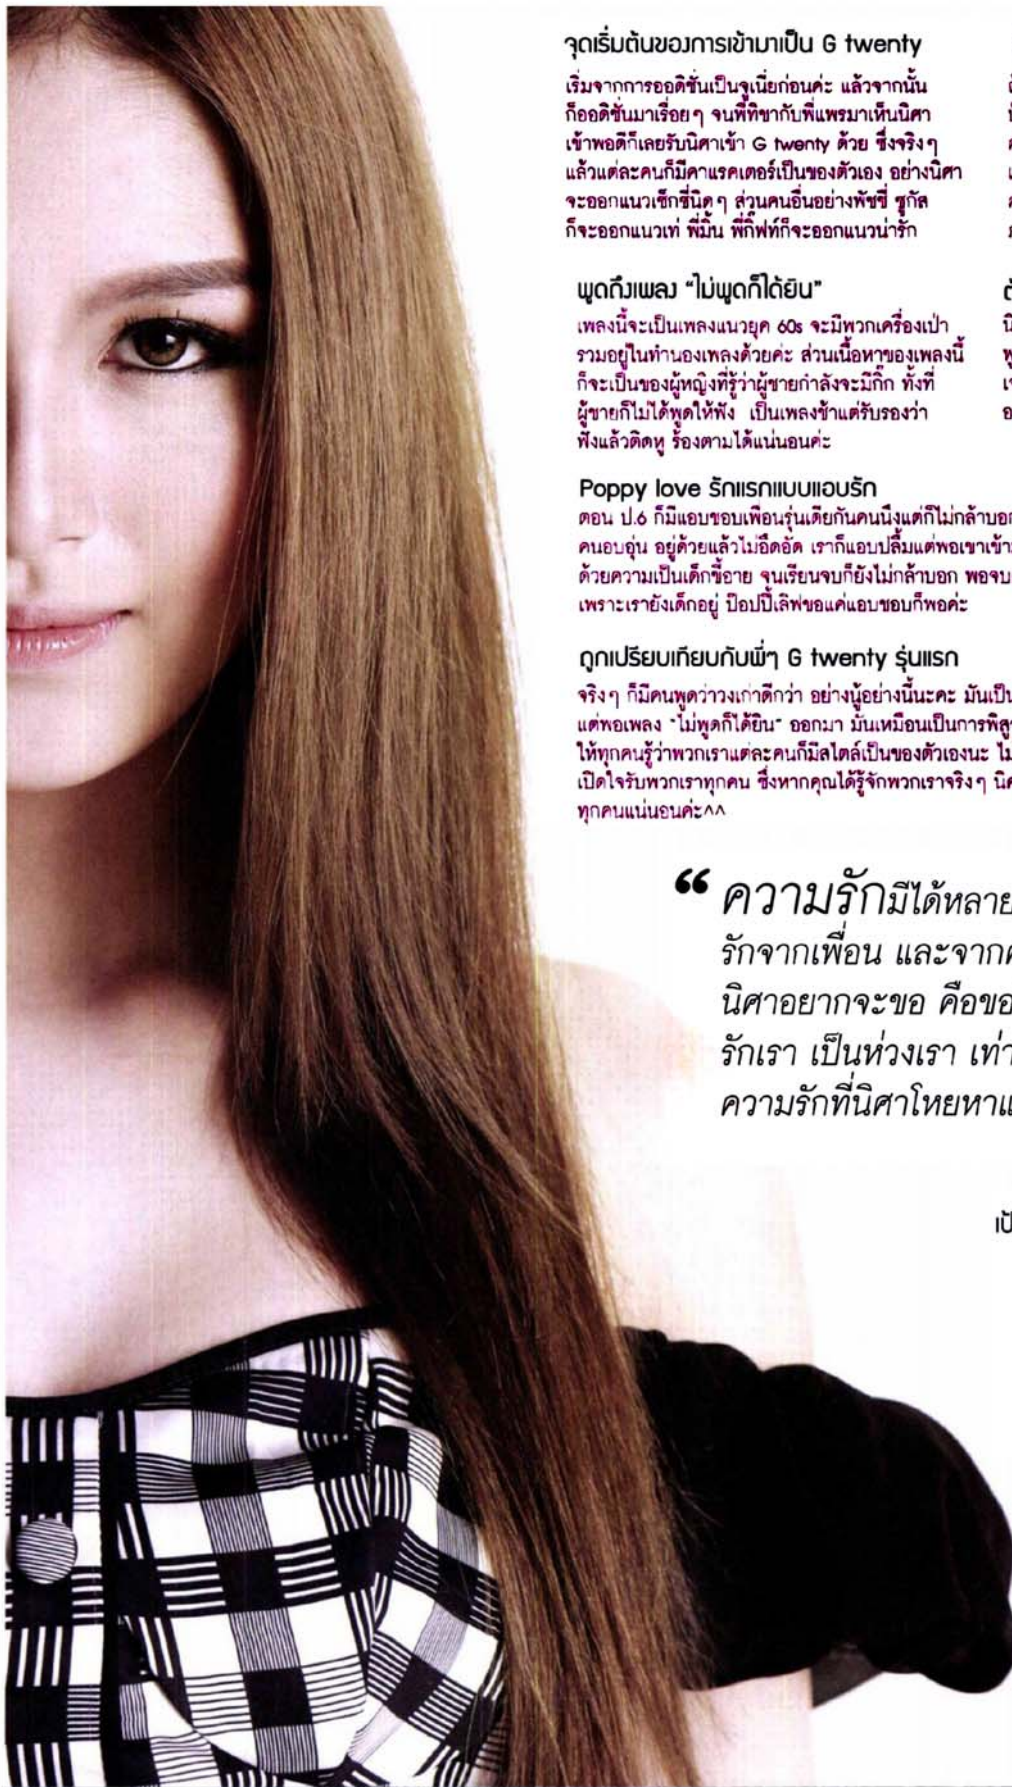 จุดเริ่มต้นของการเข้ามาเป็น G twenty
เริ่มจากการออดิชั่นเป็นจูเนี่ยก่อนค่ะ แล้วจากนั้น
ก็ออดิชั่นมาเรื่อยๆ จนพี่ทิขากับพี่แพรมาเห็นนิศา
เข้าพอดีก็เลยรับนิศาเข้า G twenty ด้วย ซึ่งจริงๆ
แล้วแต่ละคนก็มีคาแรคเตอร์เป็นของตัวเอง อย่างนิศา
จะออกแนวเซ็กซี่นิดๆ ส่วนคนอื่นอย่างพัชชี่ ซูกัส
ก็จะออกแนวเท่ พี่มิ้น พี่กิ๊ฟท์ก็จะออกแนวน่ารัก
พูดถึงเพลง “ไม่พูดก็ได้ยิน”
เพลงนี้จะเป็นเพลงแนวยุค 60s จะมีพวกเครื่องเป่า
รวมอยู่ในทำนองเพลงด้วยค่ะ ส่วนเนื้อหาของเพลงนี้
ก็จะเป็นของผู้หญิงที่รู้ว่าผู้ชายกำลังจะมีกิ๊ก ทั้งที่
ผู้ชายก็ไม่ได้พูดให้ฟัง เป็นเพลงช้าแต่รับรองว่า
ฟังแล้วติดหู ร้องตามได้แน่นอนค่ะ
Poppy love รักแรกแบบแอบรัก
ตอน ป.6 ก็มีแอบชอบเพื่อนรุ่นเดียกันคนนึงแต่ก็ไม่กล้าบอก
คนอบอุ่น อยู่ด้วยแล้วไม่อึดอัด เราก็แอบปลื้มแต่พอเขาเข้า
ด้วยความเป็นเด็กขี้อาย จนเรียนจบก็ยังไม่กล้าบอก พอจบ
เพราะเรายังเด็กอยู่ ป๊อปปี้เลิฟขอแค่แอบชอบก็พอค่ะ
ถูกเปรียบเทียบกับพี่ๆ G twenty รุ่นแรก
จริงๆ ก็มีคนพูดว่าวงเก่าดีกว่า อย่างนู้อย่างนี้นะคะ มันเป็น
แต่พอเพลง "ไม่พูดก็ได้ยิน" ออกมา มันเหมือนเป็นการพิสู
ให้ทุกคนรู้ว่าพวกเราแต่ละคนก็มีสไตล์เป็นของตัวเองนะ ไม่
เปิดใจรับพวกเราทุกคน ซึ่งหากคุณได้รู้จักพวกเราจริงๆ
ทุกคนแน่นอนค่ะ^^
“ ความรักมีได้หลาย
รักจากเพื่อน และจาก
นิศาอยากจะขอ คือขอ
รักเรา เป็นห่วงเรา เท่า
ความรักที่นิศาโหยหา